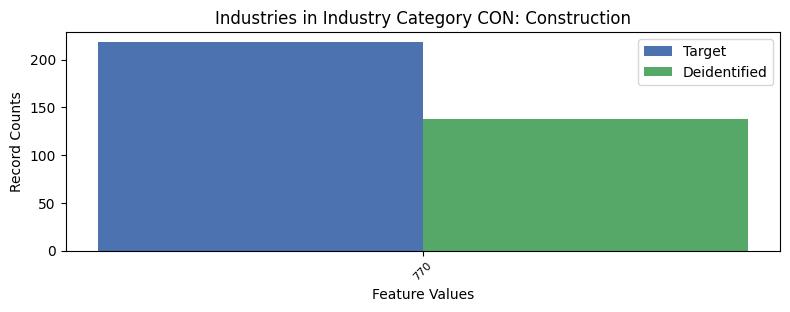 Industries in Industry Category CON: Construction
Target
Deidentified
Record Counts
200
150
100
50
0
770
Feature Values